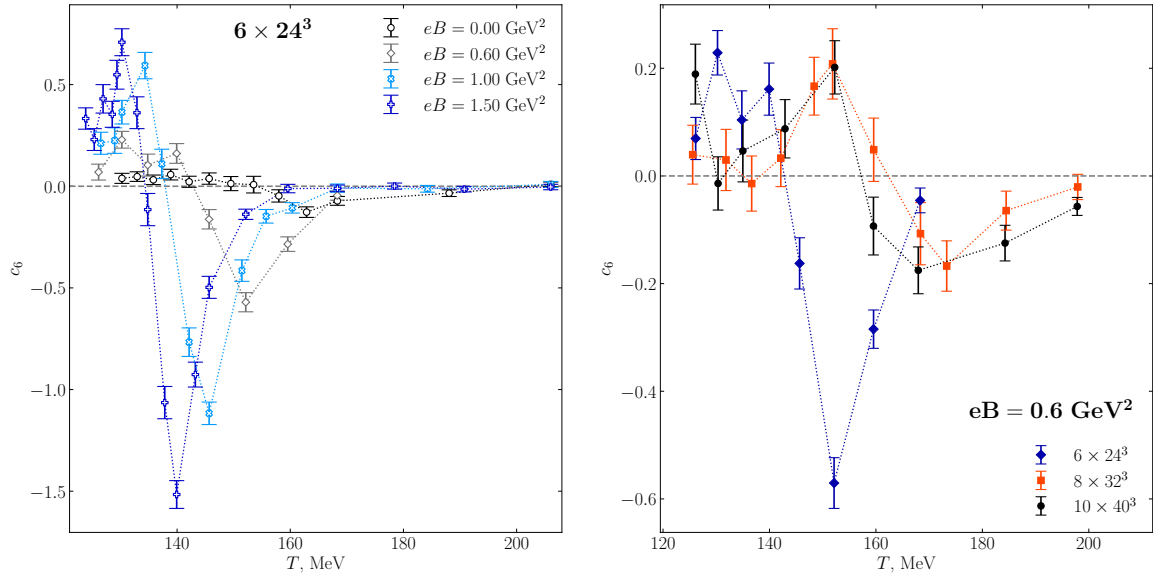 6 × 24³
eB = 0.00 GeV²
eB = 0.60 GeV²
eB = 1.00 GeV²
eB = 1.50 GeV²
0.5
0.0
−0.5
−1.0
−1.5
c₆
140
160
180
200
T, MeV
0.2
0.0
−0.2
−0.4
−0.6
c₆
eB = 0.6 GeV²
6 × 24³
8 × 32³
10 × 40³
120
140
160
180
200
T, MeV